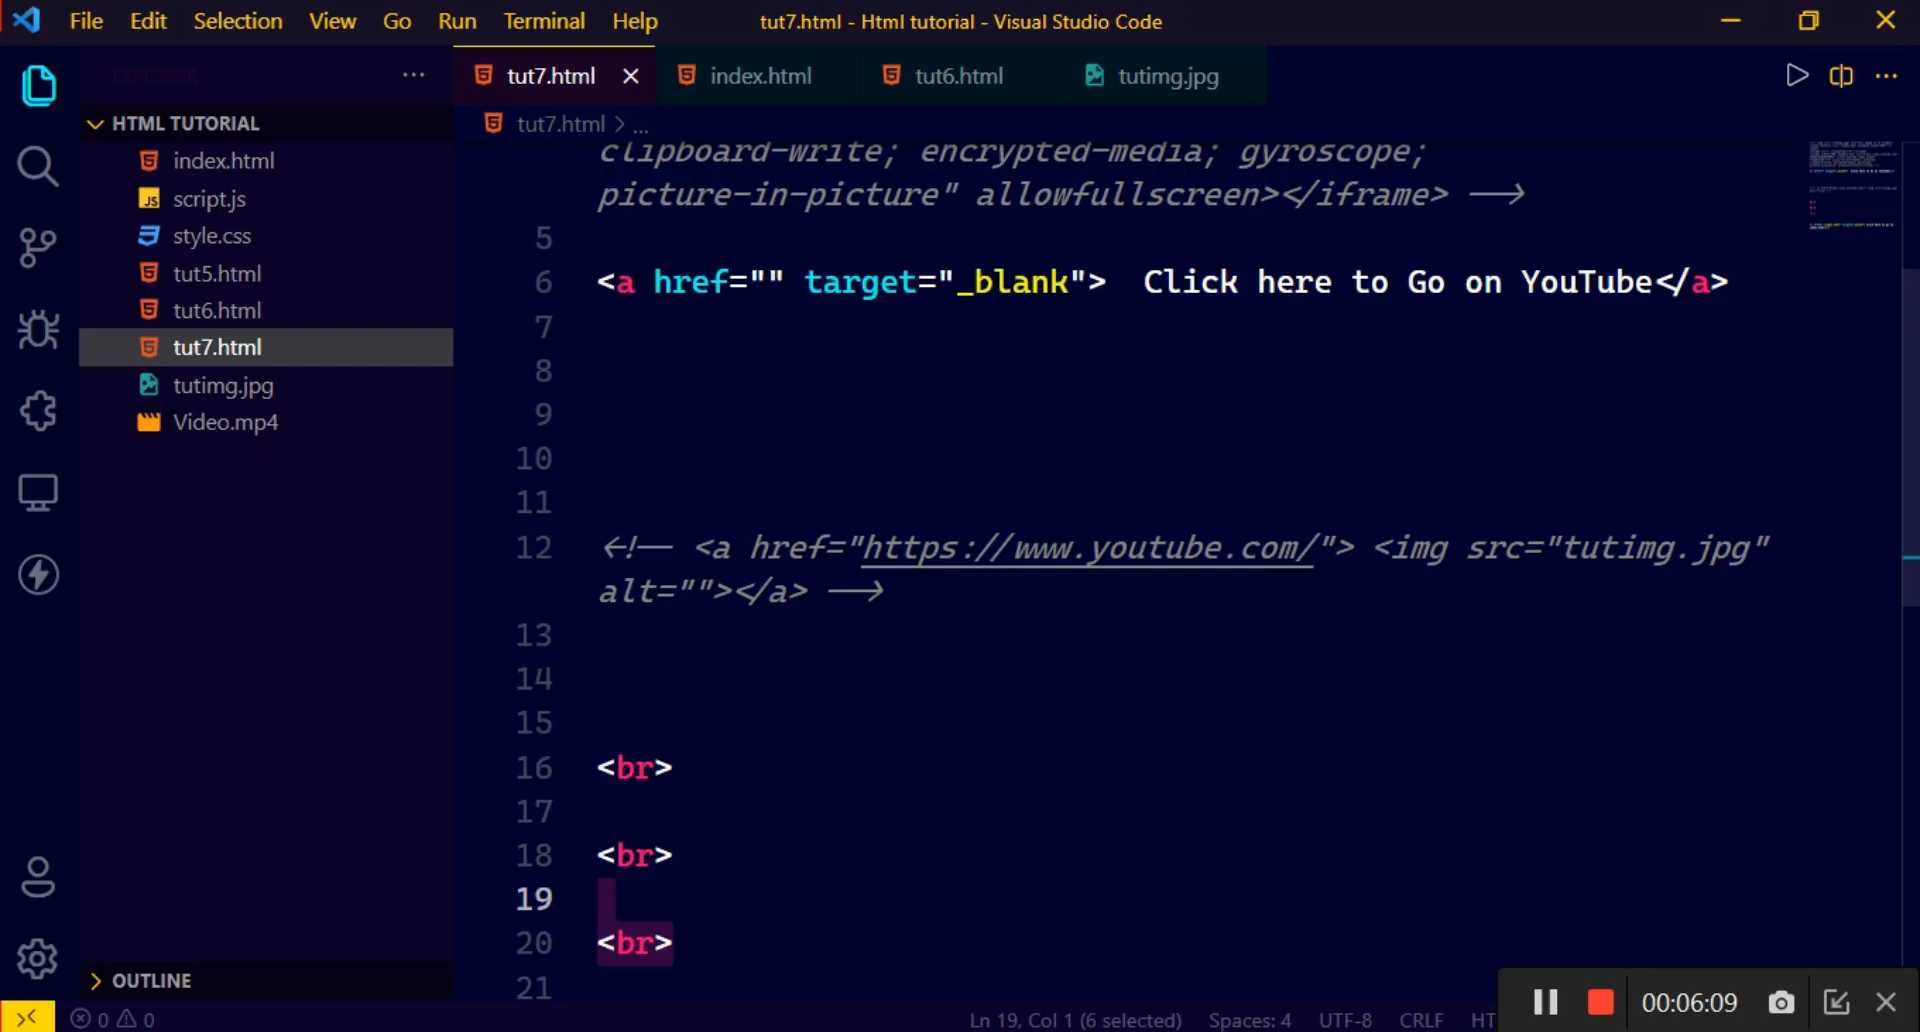 File Edit Selection View Go Run Terminal Help
tut7.html - Html tutorial - Visual Studio Code
EXPLORER
tut7.html
index.html
tut6.html
tutimg.jpg
HTML TUTORIAL
index.html
script.js
style.css
tut5.html
tut6.html
tut7.html
tutimg.jpg
Video.mp4
OUTLINE
tut7.html > ...
clipboard-write; encrypted-media; gyroscope;
picture-in-picture" allowfullscreen></iframe> -->
5
6 <a href="" target="_blank">  Click here to Go on YouTube</a>
7
8
9
10
11
12 <!-- <a href="https://www.youtube.com/"> <img src="tutimg.jpg"
alt=""></a> -->
13
14
15
16 <br>
17
18 <br>
19
20 <br>
21
0 0
Ln 19, Col 1 (6 selected) Spaces: 4 UTF-8 CRLF HT
00:06:09